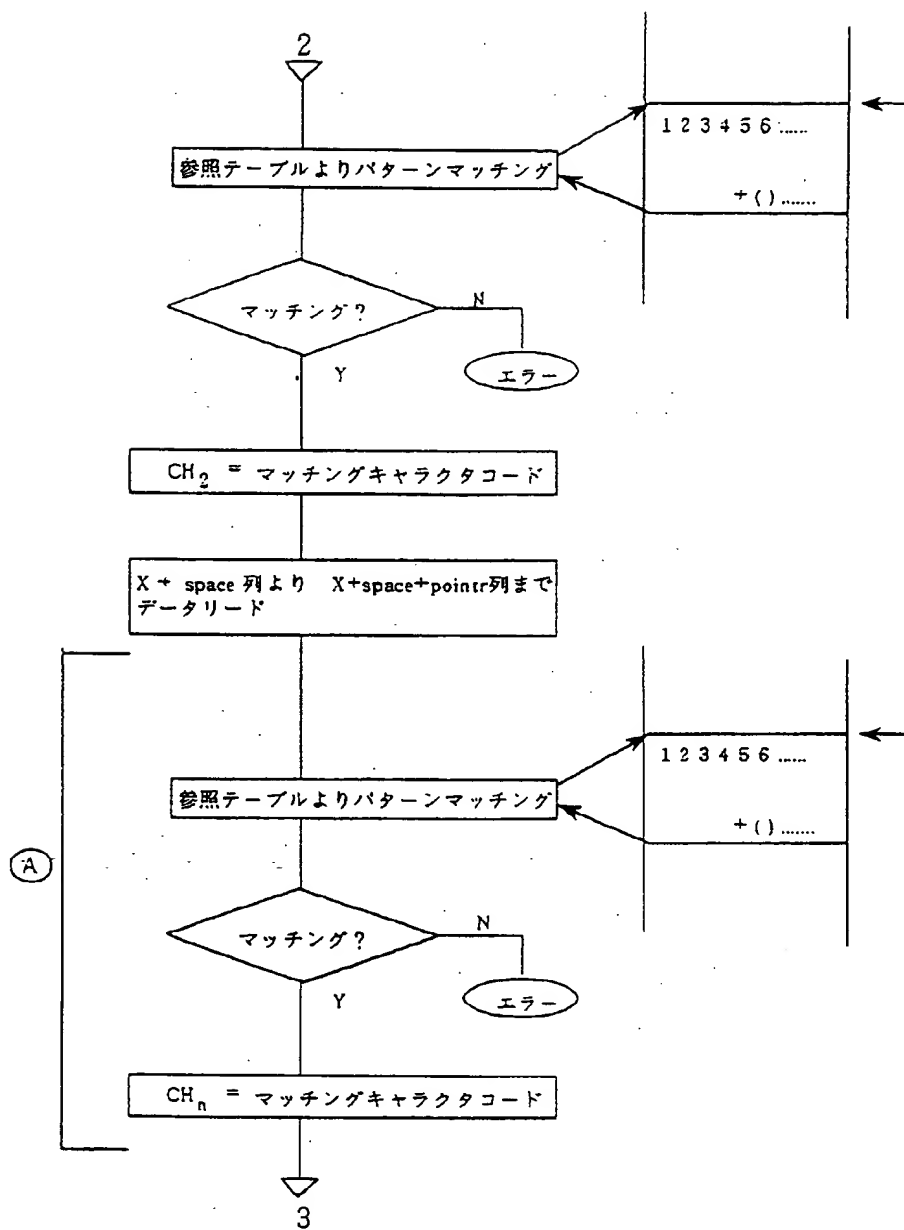 2
1 2 3 4 5 6 ......
参照テーブルよりパターンマッチング
+ ( ) .......
マッチング?
N
エラー
Y
CH2 = マッチングキャラクタコード
X + space 列より X+space+pointr列まで
データリード
1 2 3 4 5 6 ......
参照テーブルよりパターンマッチング
+ ( ) .......
A
マッチング?
N
エラー
Y
CHn = マッチングキャラクタコード
3